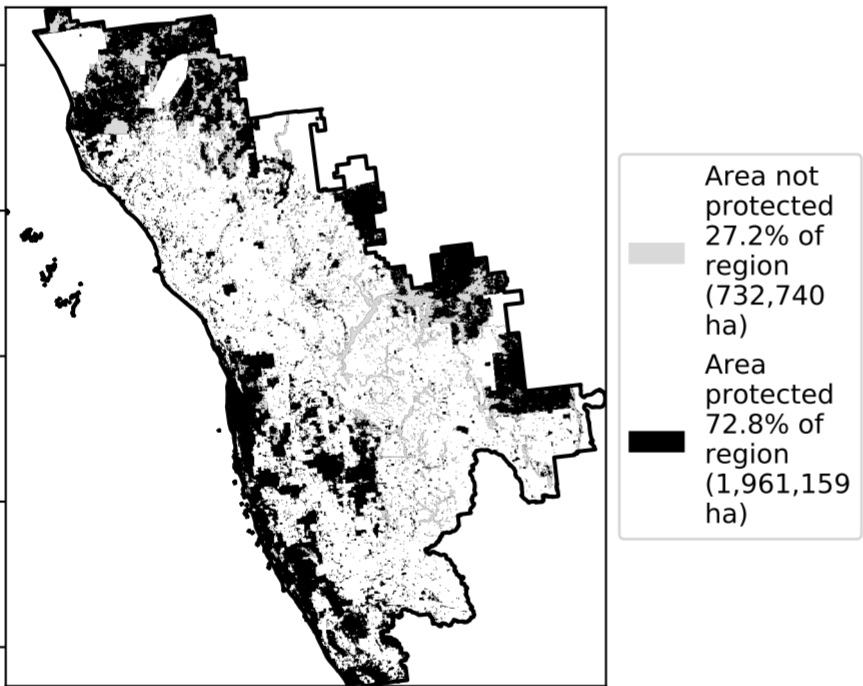 Area not
protected
27.2% of
region
(732,740
ha)
Area
protected
72.8% of
region
(1,961,159
ha)